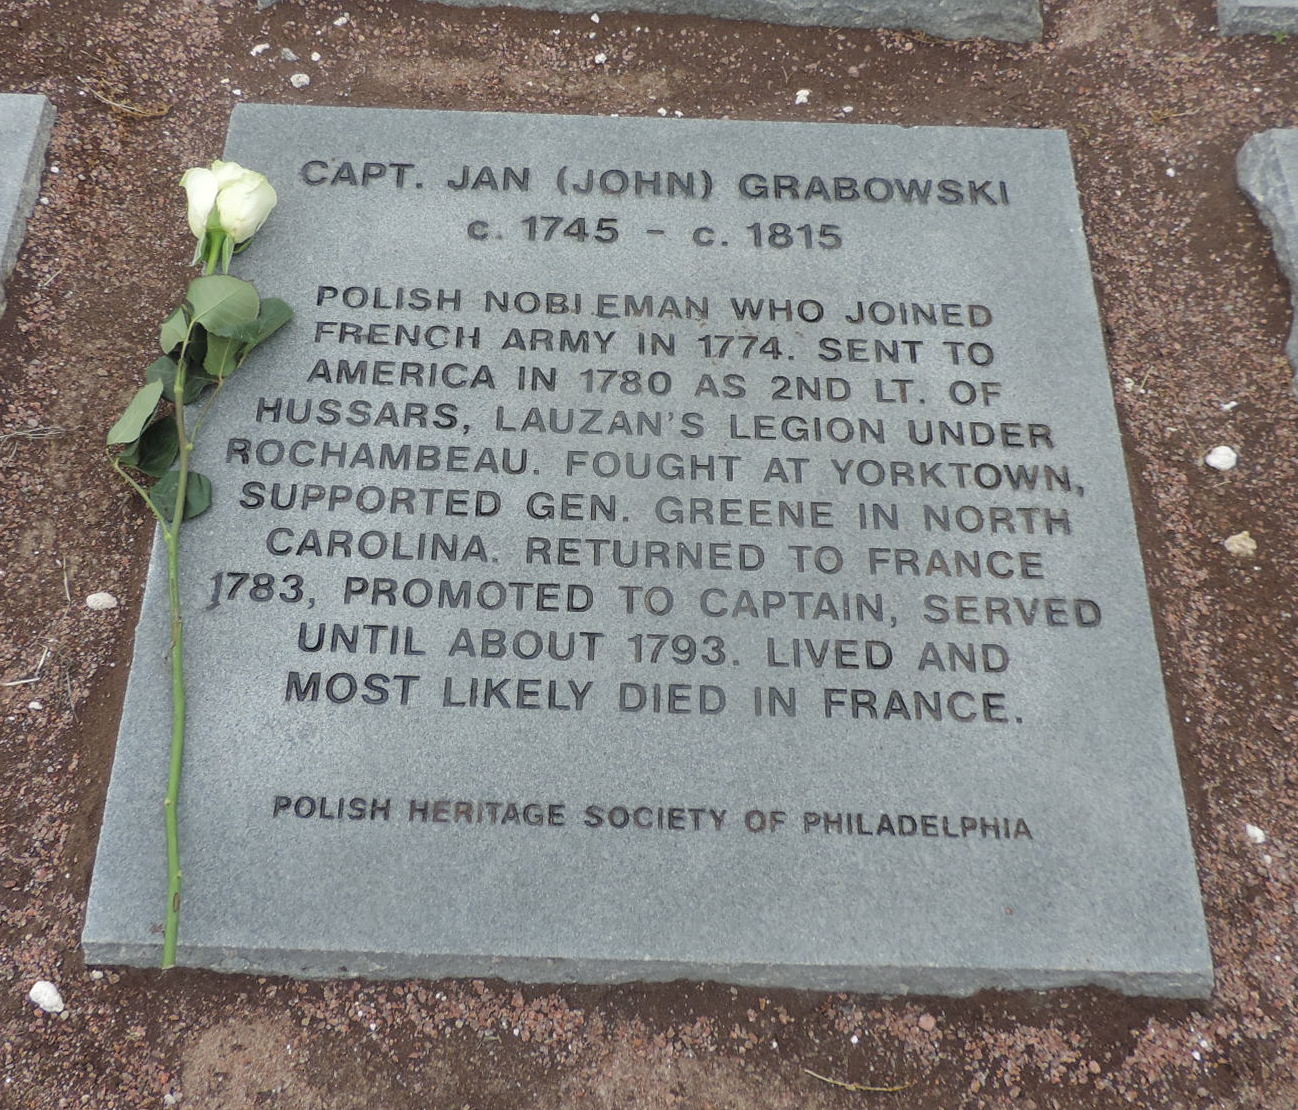 CAPT. JAN (JOHN) GRABOWSKI
c. 1745 – c. 1815
POLISH NOBLEMAN WHO JOINED
FRENCH ARMY IN 1774. SENT TO
AMERICA IN 1780 AS 2ND LT. OF
HUSSARS, LAUZAN'S LEGION UNDER
ROCHAMBEAU. FOUGHT AT YORKTOWN,
SUPPORTED GEN. GREENE IN NORTH
CAROLINA. RETURNED TO FRANCE
1783, PROMOTED TO CAPTAIN, SERVED
UNTIL ABOUT 1793. LIVED AND
MOST LIKELY DIED IN FRANCE.
POLISH HERITAGE SOCIETY OF PHILADELPHIA